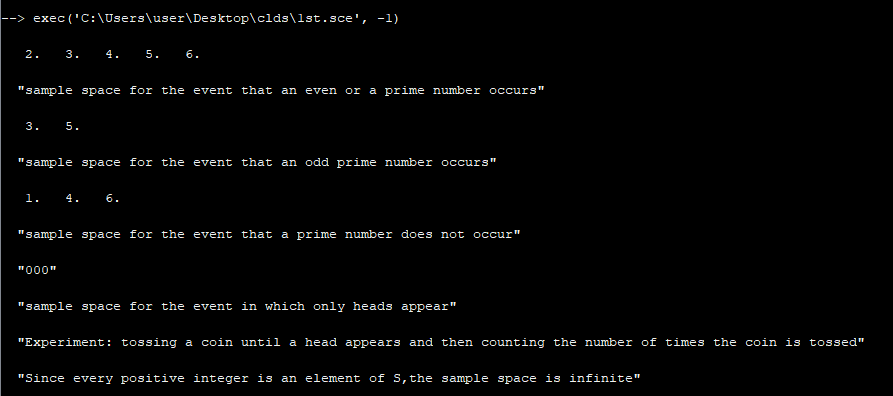 --> exec('C:\Users\user\Desktop\clds\1st.sce', -1)
2. 3. 4. 5. 6.
"sample space for the event that an even or a prime number occurs"
3. 5.
"sample space for the event that an odd prime number occurs"
1. 4. 6.
"sample space for the event that a prime number does not occur"
"000"
"sample space for the event in which only heads appear"
"Experiment: tossing a coin until a head appears and then counting the number of times the coin is tossed"
"Since every positive integer is an element of S,the sample space is infinite"